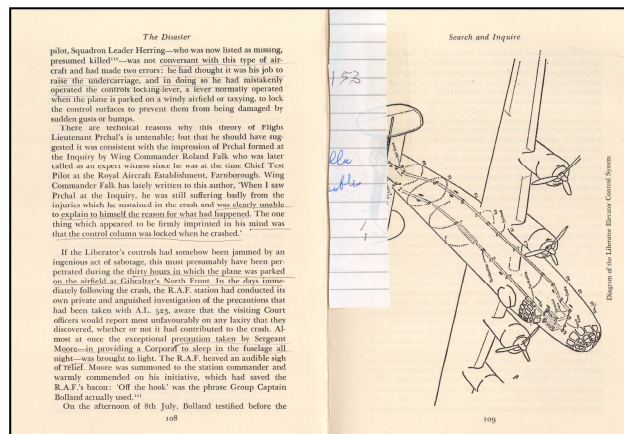 The Disaster
pilot, Squadron Leader Herring—who was now listed as missing,
presumed killed¹¹⁰—was not conversant with this type of air-
craft and had made two errors: he had thought it was his job to
raise the undercarriage, and in doing so he had mistakenly
operated the controls locking-lever, a lever normally operated
when the plane is parked on a windy airfield or taxying, to lock
the control surfaces to prevent them from being damaged by
sudden gusts or bumps.
There are technical reasons why this theory of Flight
Lieutenant Prchal's is untenable; but that he should have sug-
gested it was consistent with the impression of Prchal formed at
the Inquiry by Wing Commander Roland Falk who was later
called as an expert witness since he was at the time Chief Test
Pilot at the Royal Aircraft Establishment, Farnborough. Wing
Commander Falk has lately written to this author, 'When I saw
Prchal at the Inquiry, he was still suffering badly from the
injuries which he sustained in the crash and was clearly unable
to explain to himself the reason for what had happened. The one
thing which appeared to be firmly imprinted in his mind was
that the control column was locked when he crashed.'
If the Liberator's controls had somehow been jammed by an
ingenious act of sabotage, this must presumably have been per-
petrated during the thirty hours in which the plane was parked
on the airfield at Gibraltar's North Front. In the days imme-
diately following the crash, the R.A.F. station had conducted its
own private and anguished investigation of the precautions that
had been taken with A.L. 523, aware that the visiting Court
officers would report most unfavourably on any laxity that they
discovered, whether or not it had contributed to the crash. Al-
most at once the exceptional precaution taken by Sergeant
Moore—in providing a Corporal to sleep in the fuselage all
night—was brought to light. The R.A.F. heaved an audible sigh
of relief. Moore was summoned to the station commander and
warmly commended on his initiative, which had saved the
R.A.F.'s bacon: 'Off the hook' was the phrase Group Captain
Bolland actually used.¹¹¹
On the afternoon of 8th July, Bolland testified before the
108
Search and Inquire
153
Diagram of the Liberator Elevator Control System
109